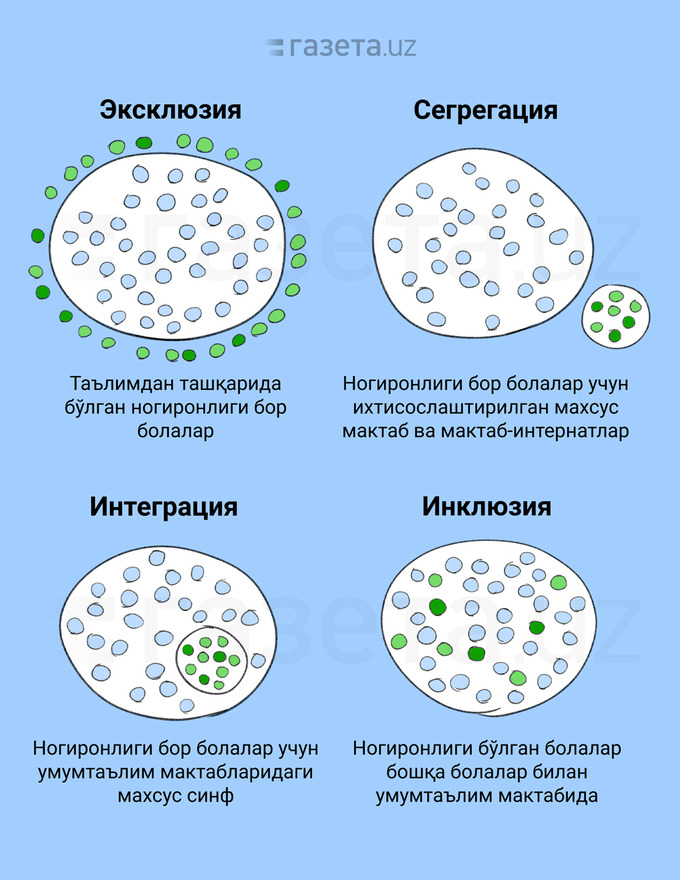 газета.uz
Эксклюзия
Таълимдан ташқарида
бўлган ногиронлиги бор
болалар
Сегрегация
Ногиронлиги бор болалар учун
ихтисослаштирилган махсус
мактаб ва мактаб-интернатлар
Интеграция
Ногиронлиги бор болалар учун
умумтаълим мактабларидаги
махсус синф
Инклюзия
Ногиронлиги бўлган болалар
бошқа болалар билан
умумтаълим мактабида